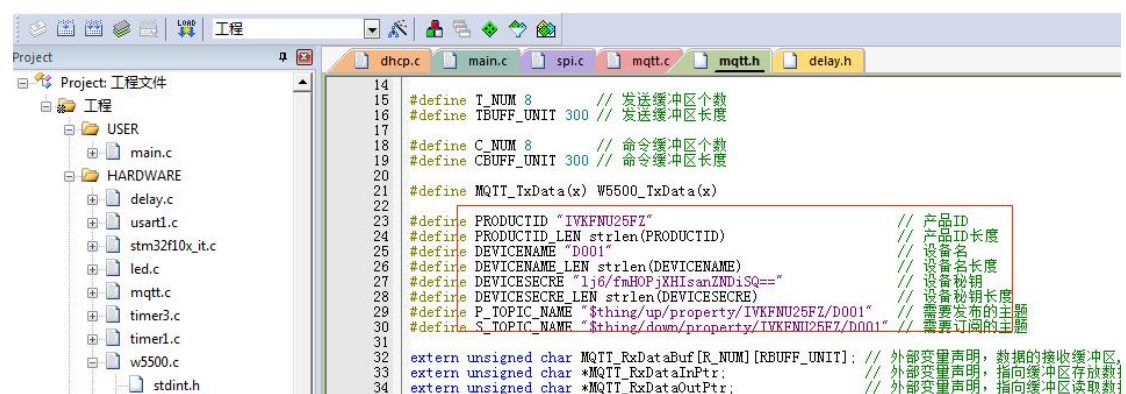 LOAD 工程
Project
Project: 工程文件
工程
USER
main.c
HARDWARE
delay.c
usart1.c
stm32f10x_it.c
led.c
mqtt.c
timer3.c
timer1.c
w5500.c
stdint.h
dhcp.c main.c spi.c mqtt.c mqtt.h delay.h
14
15 #define T_NUM 8 // 发送缓冲区个数
16 #define TBUFF_UNIT 300 // 发送缓冲区长度
17
18 #define C_NUM 8 // 命令缓冲区个数
19 #define CBUFF_UNIT 300 // 命令缓冲区长度
20
21 #define MQTT_TxData(x) W5500_TxData(x)
22
23 #define PRODUCTID "IVKFNU25FZ" // 产品ID
24 #define PRODUCTID_LEN strlen(PRODUCTID) // 产品ID长度
25 #define DEVICENAME "D001" // 设备名
26 #define DEVICENAME_LEN strlen(DEVICENAME) // 设备名长度
27 #define DEVICESECRE "lj6/fmHOPjXHIsanZNDiSQ==" // 设备秘钥
28 #define DEVICESECRE_LEN strlen(DEVICESECRE) // 设备秘钥长度
29 #define P_TOPIC_NAME "$thing/up/property/IVKFNU25FZ/D001" // 需要发布的主题
30 #define S_TOPIC_NAME "$thing/down/property/IVKFNU25FZ/D001" // 需要订阅的主题
31
32 extern unsigned char MQTT_RxDataBuf[R_NUM][RBUFF_UNIT]; // 外部变量声明，数据的接收缓冲区,
33 extern unsigned char *MQTT_RxDataInPtr; // 外部变量声明，指向缓冲区存放数据
34 extern unsigned char *MQTT_RxDataOutPtr; // 外部变量声明，指向缓冲区读取数据